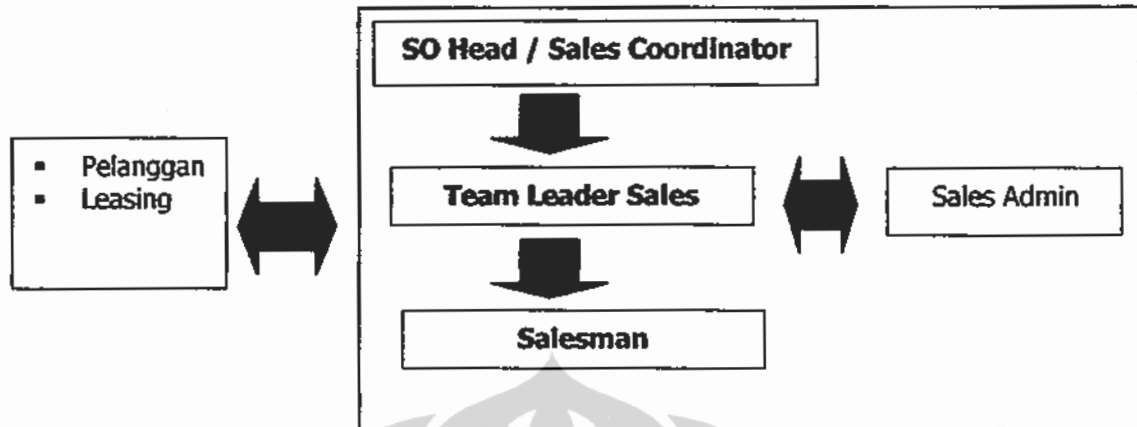 SO Head / Sales Coordinator
▪ Pelanggan
▪ Leasing
Team Leader Sales
Sales Admin
Salesman